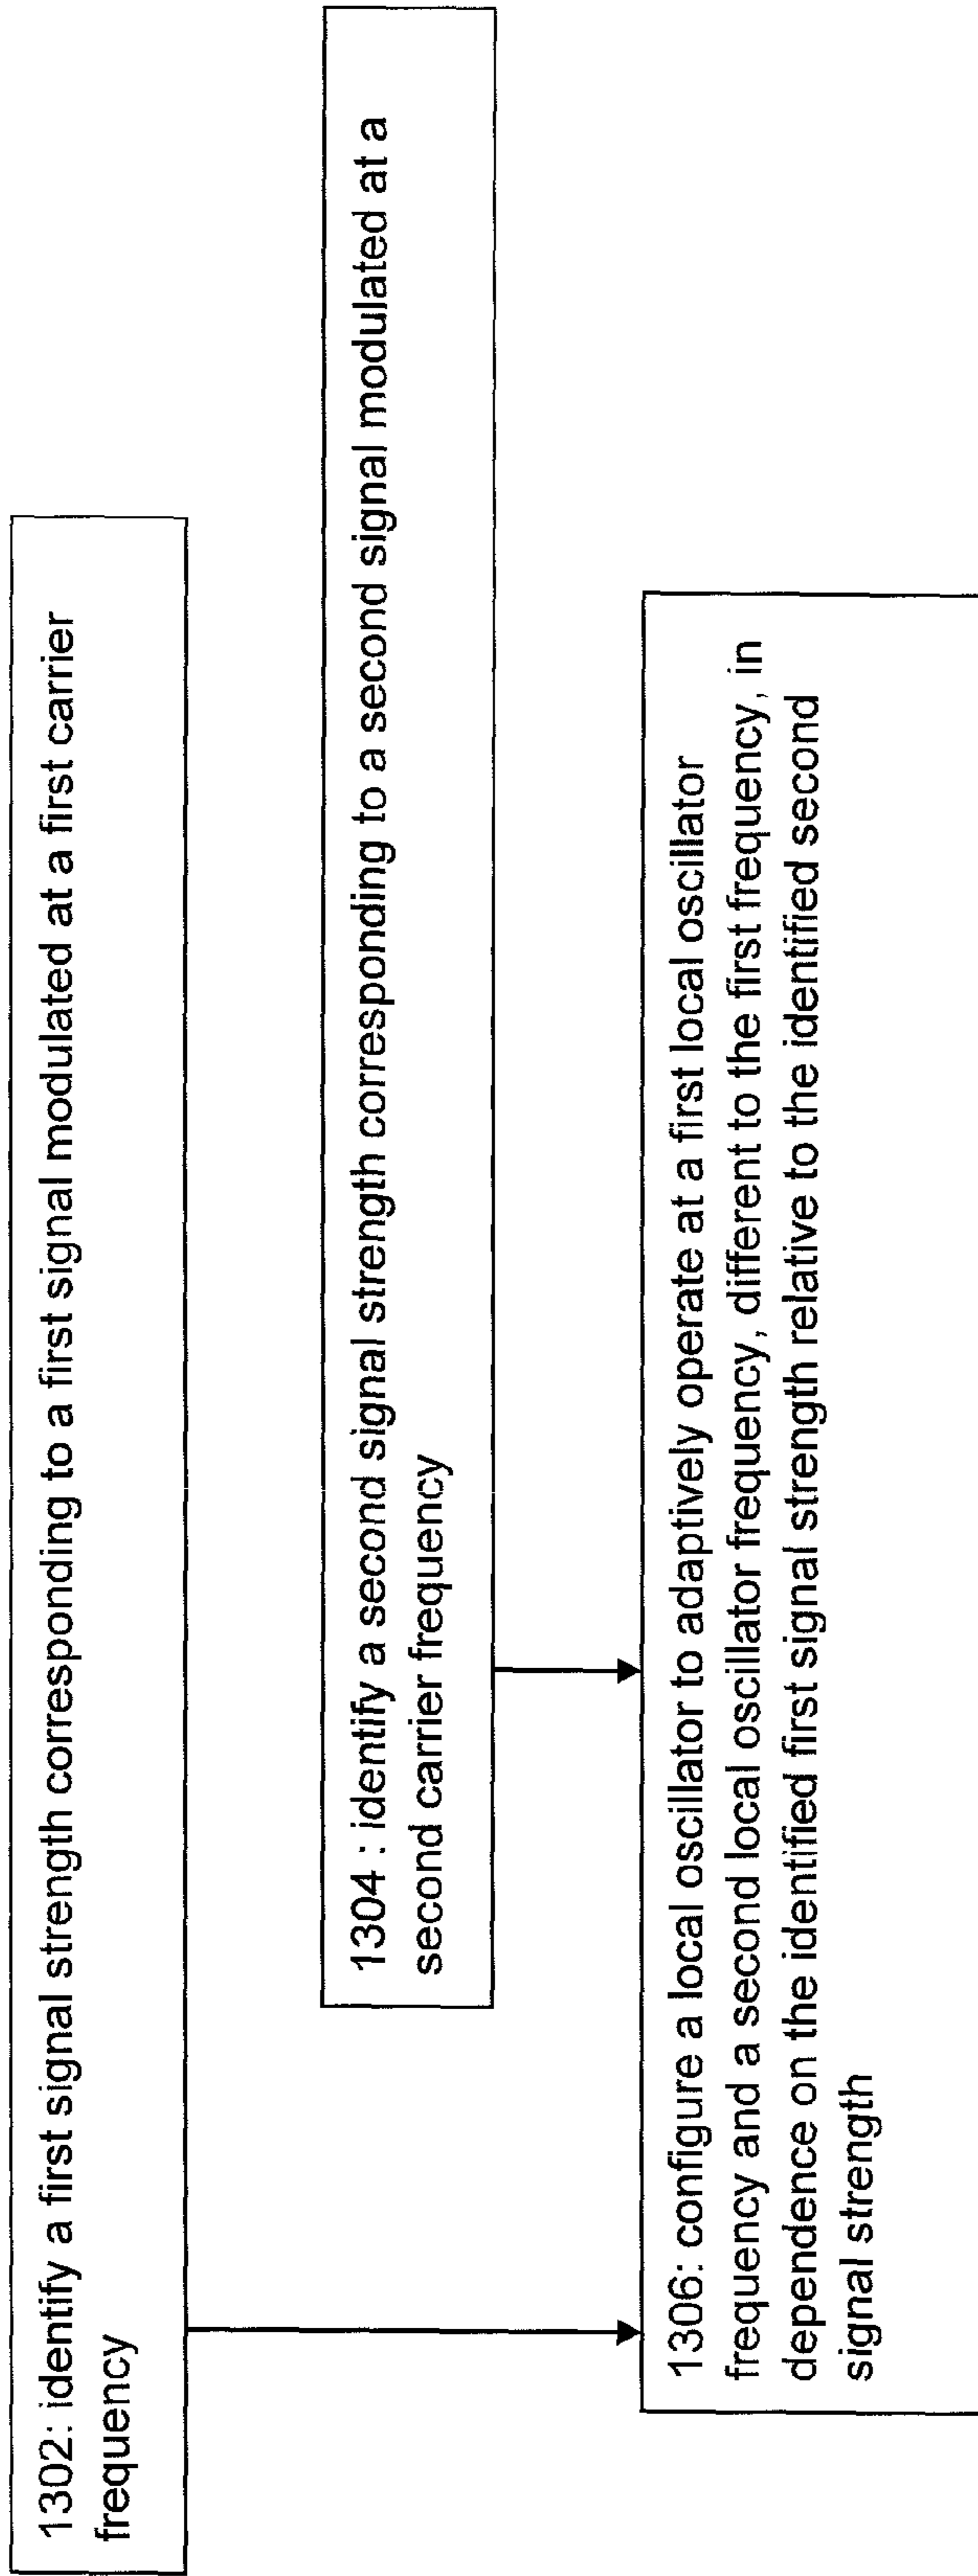 1302: identify a first signal strength corresponding to a first signal modulated at a first carrier
frequency
1304 : identify a second signal strength corresponding to a second signal modulated at a
second carrier frequency
1306: configure a local oscillator to adaptively operate at a first local oscillator
frequency and a second local oscillator frequency, different to the first frequency, in
dependence on the identified first signal strength relative to the identified second
signal strength